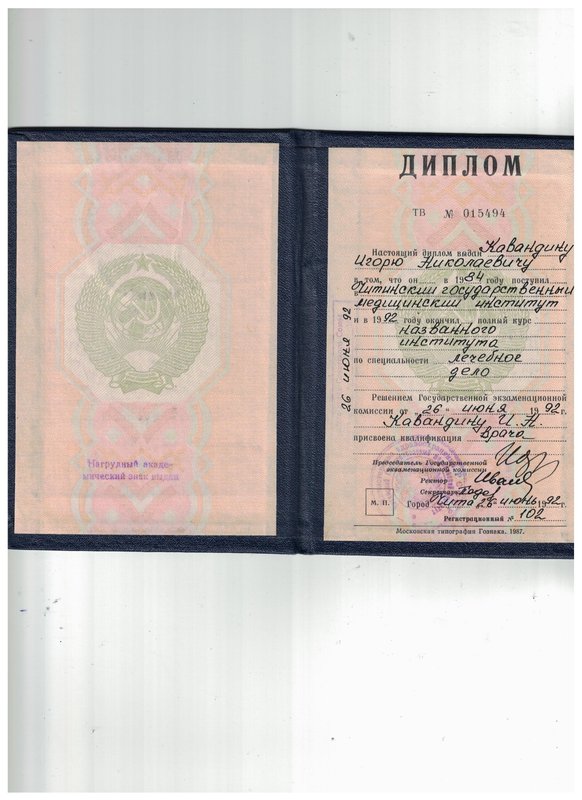 Нагрудный акаде-
мический знак выдан
ДИПЛОМ
ТВ № 015494
Настоящий диплом выдан Кавандину
Игорю Николаевичу
в том, что он в 1984 году поступил
в Читинский государственный
медицинский институт
и в 1992 году окончил полный курс
названного
института
по специальности лечебное
дело
Решением Государственной экзаменационной
комиссии от "26" июня 1992 г.
Кавандину И. Н.
присвоена квалификация врача
Председатель Государственной
экзаменационной комиссии
Ректор
Секретарь
М. П.
Город Чита 26 июнь 1992 г.
Регистрационный № 102
Московская типография Гознака. 1987.
26 июня 92